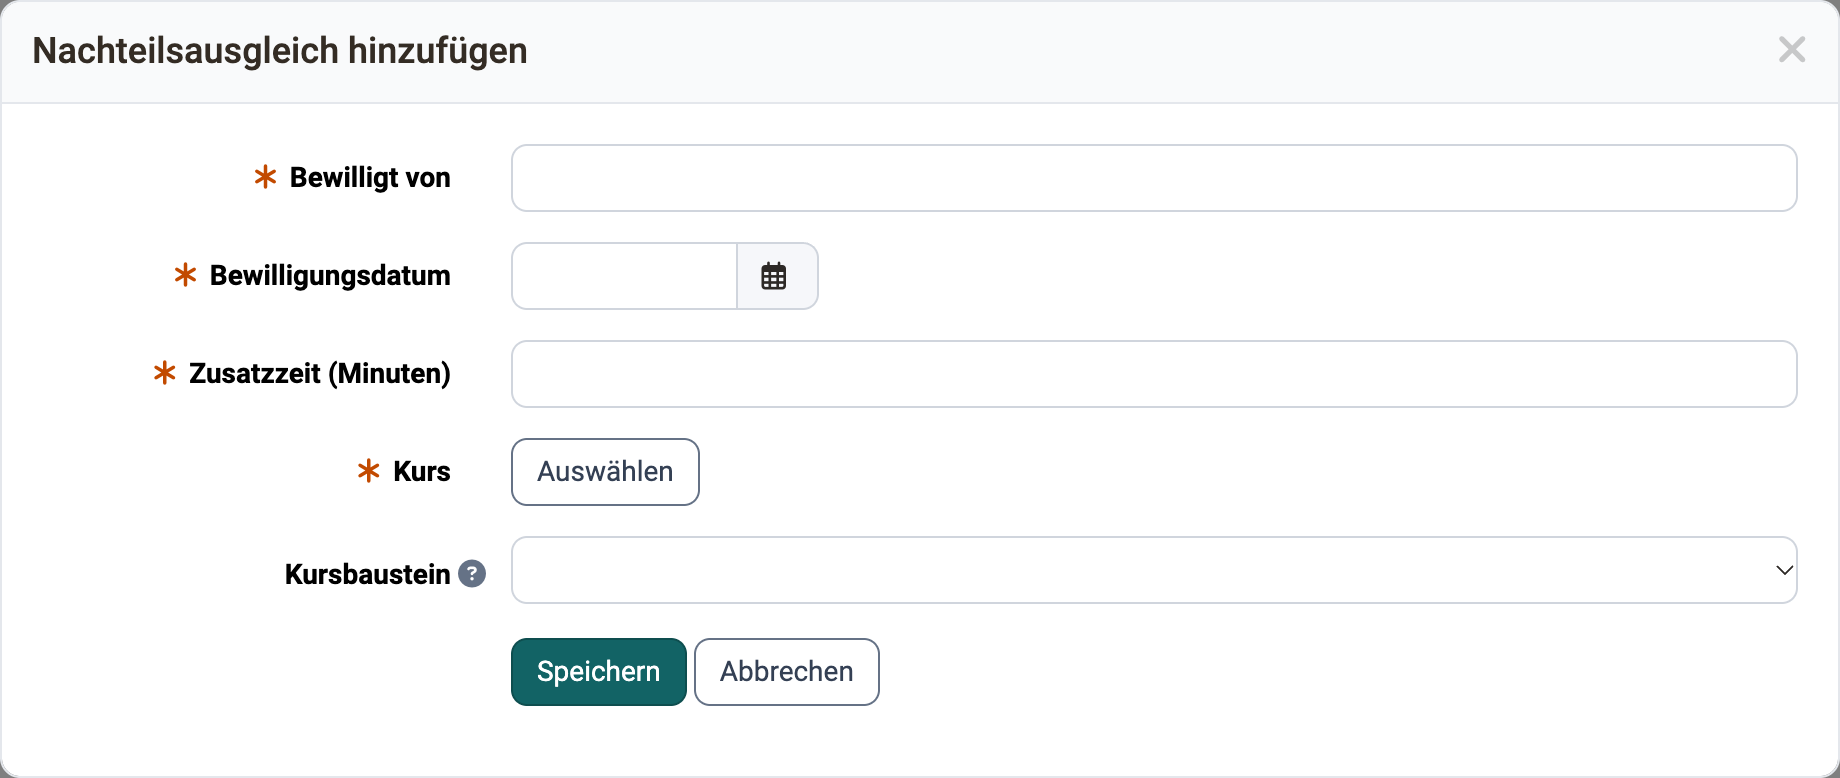 Nachteilsausgleich hinzufügen
* Bewilligt von
* Bewilligungsdatum
* Zusatzzeit (Minuten)
* Kurs Auswählen
Kursbaustein ?
Speichern Abbrechen